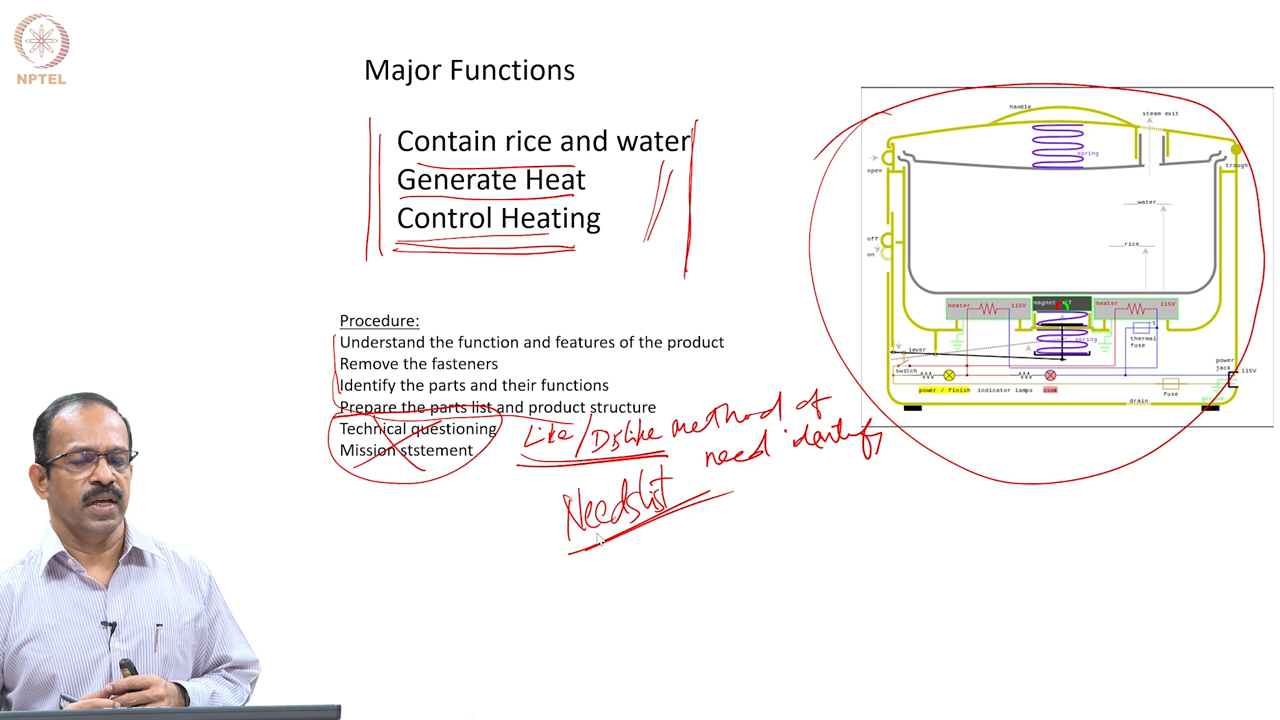 NPTEL
Major Functions
Contain rice and water
Generate Heat
Control Heating
Procedure:
Understand the function and features of the product
Remove the fasteners
Identify the parts and their functions
Prepare the parts list and product structure
Technical questioning
Mission ststement
Like/Dislike method of
need identify
Needslist
handle
steam exit
spring
open
trough
water
off
on
rice
heater
115V
magnet
heater
115V
spring
thermal
fuse
lever
switch
power
jack
115V
power / finish
indicator lamps
cook
fuse
drain
ground